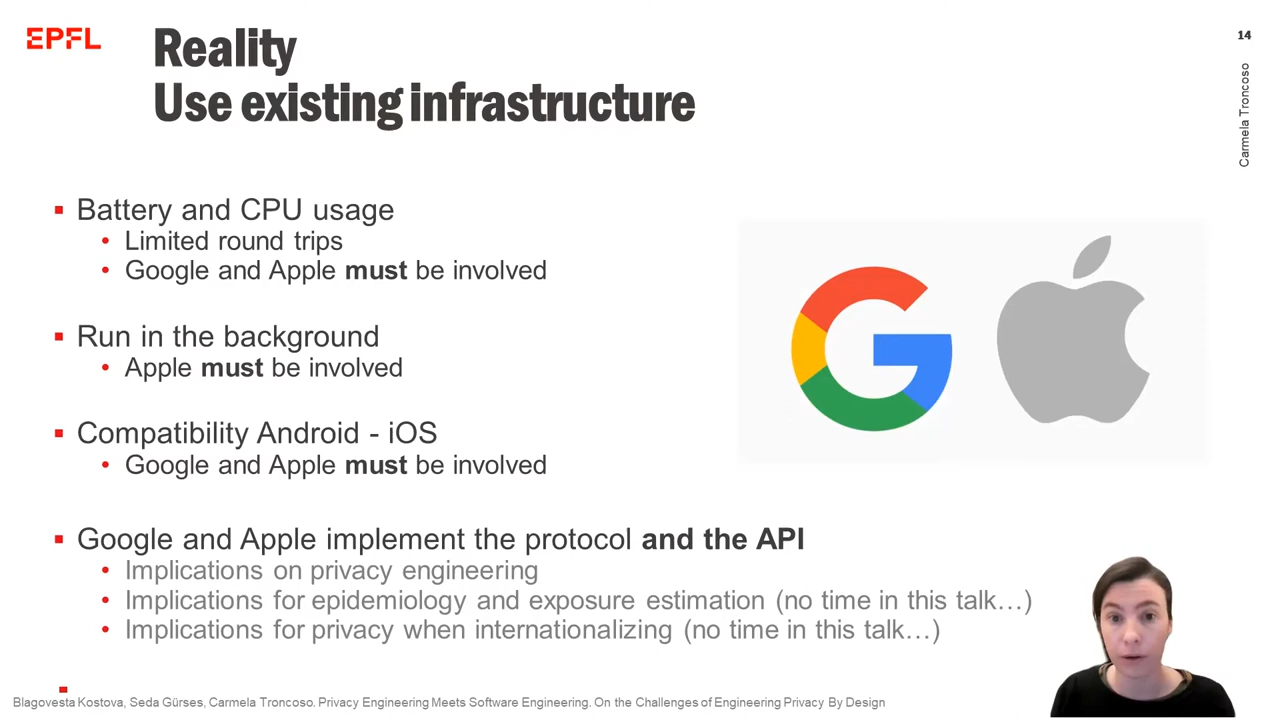 EPFL
Reality
Use existing infrastructure
14
Carmela Troncoso
Battery and CPU usage
Limited round trips
Google and Apple must be involved
Run in the background
Apple must be involved
Compatibility Android - iOS
Google and Apple must be involved
Google and Apple implement the protocol and the API
Implications on privacy engineering
Implications for epidemiology and exposure estimation (no time in this talk…)
Implications for privacy when internationalizing (no time in this talk…)
Blagovesta Kostova, Seda Gürses, Carmela Troncoso. Privacy Engineering Meets Software Engineering. On the Challenges of Engineering Privacy By Design